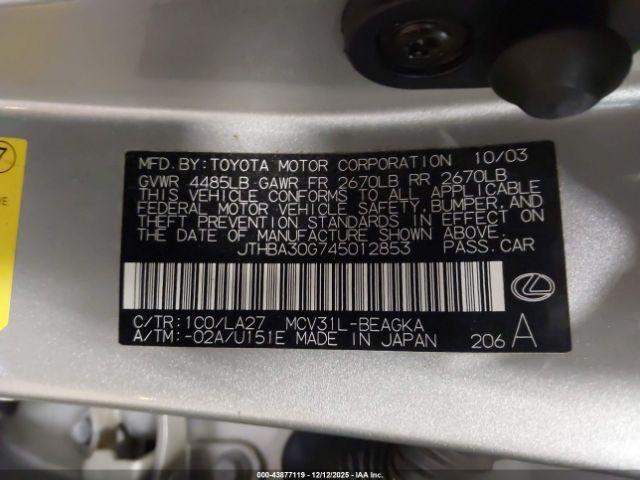 MFD. BY: TOYOTA MOTOR CORPORATION 10/03
GVWR 4485LB GAWR FR 2670LB RR 2670LB
THIS VEHICLE CONFORMS TO ALL APPLICABLE
FEDERAL MOTOR VEHICLE SAFETY, BUMPER, AND
THEFT PREVENTION STANDARDS IN EFFECT ON
THE DATE OF MANUFACTURE SHOWN ABOVE.
JTHBA30G745012853 PASS. CAR
C/TR: 1C0/LA27 MCV31L-BEAGKA
A/TM: -02A/U151E MADE IN JAPAN 206 A
7
BE
000-43877119 • 12/12/2025 • IAA, Inc.